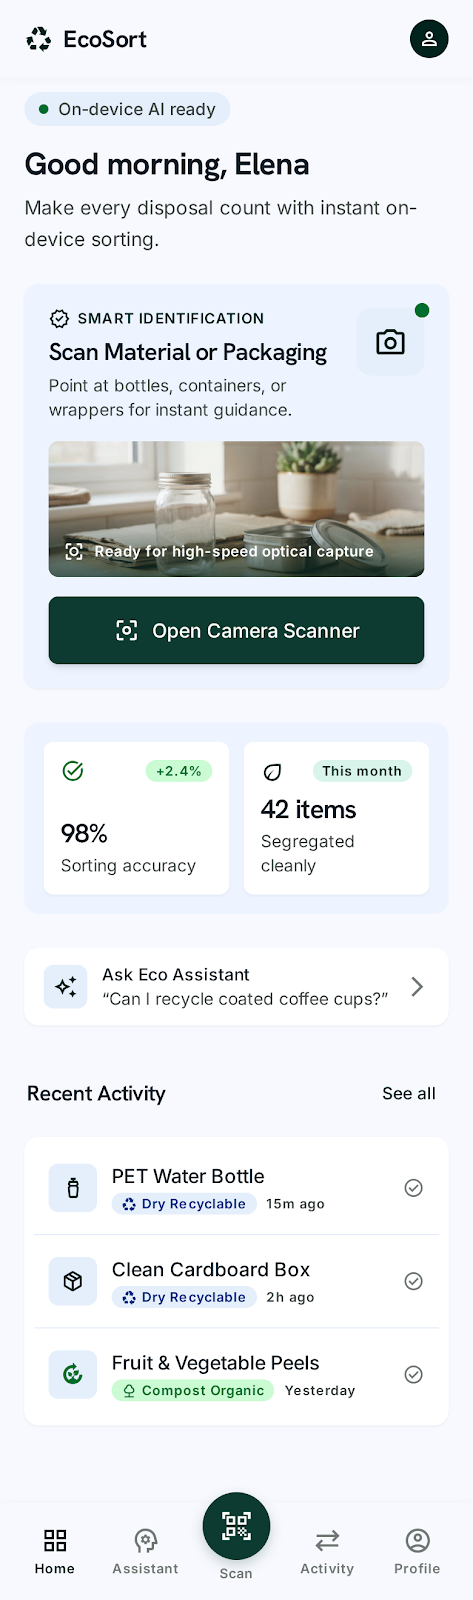 EcoSort
On-device AI ready
Good morning, Elena
Make every disposal count with instant on-
device sorting.
SMART IDENTIFICATION
Scan Material or Packaging
Point at bottles, containers, or
wrappers for instant guidance.
Ready for high-speed optical capture
Open Camera Scanner
+2.4%
98%
Sorting accuracy
This month
42 items
Segregated
cleanly
Ask Eco Assistant
“Can I recycle coated coffee cups?”
Recent Activity
See all
PET Water Bottle
Dry Recyclable 15m ago
Clean Cardboard Box
Dry Recyclable 2h ago
Fruit & Vegetable Peels
Compost Organic Yesterday
Home
Assistant
Scan
Activity
Profile